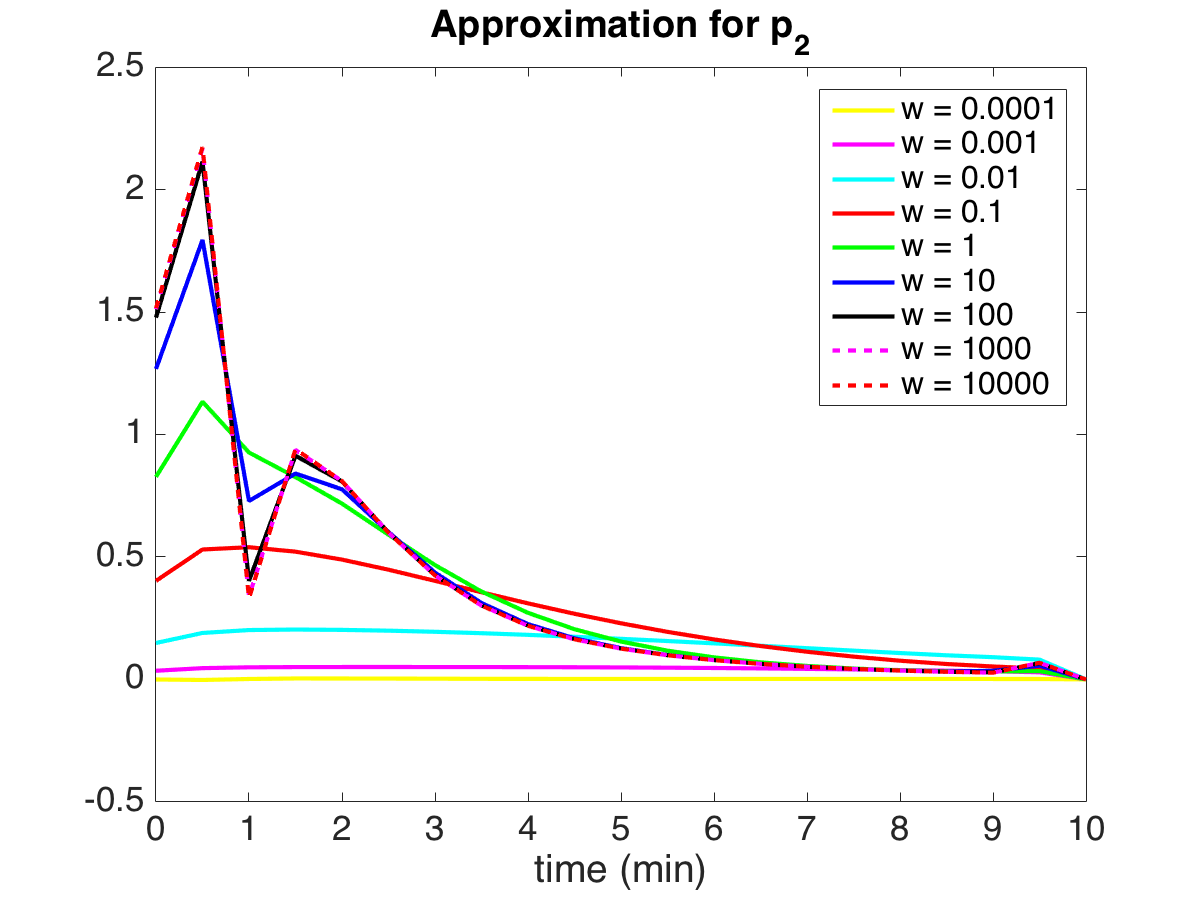 Approximation for p2
2.5
2
1.5
1
0.5
0
-0.5
w = 0.0001
w = 0.001
w = 0.01
w = 0.1
w = 1
w = 10
w = 100
w = 1000
w = 10000
0 1 2 3 4 5 6 7 8 9 10
time (min)